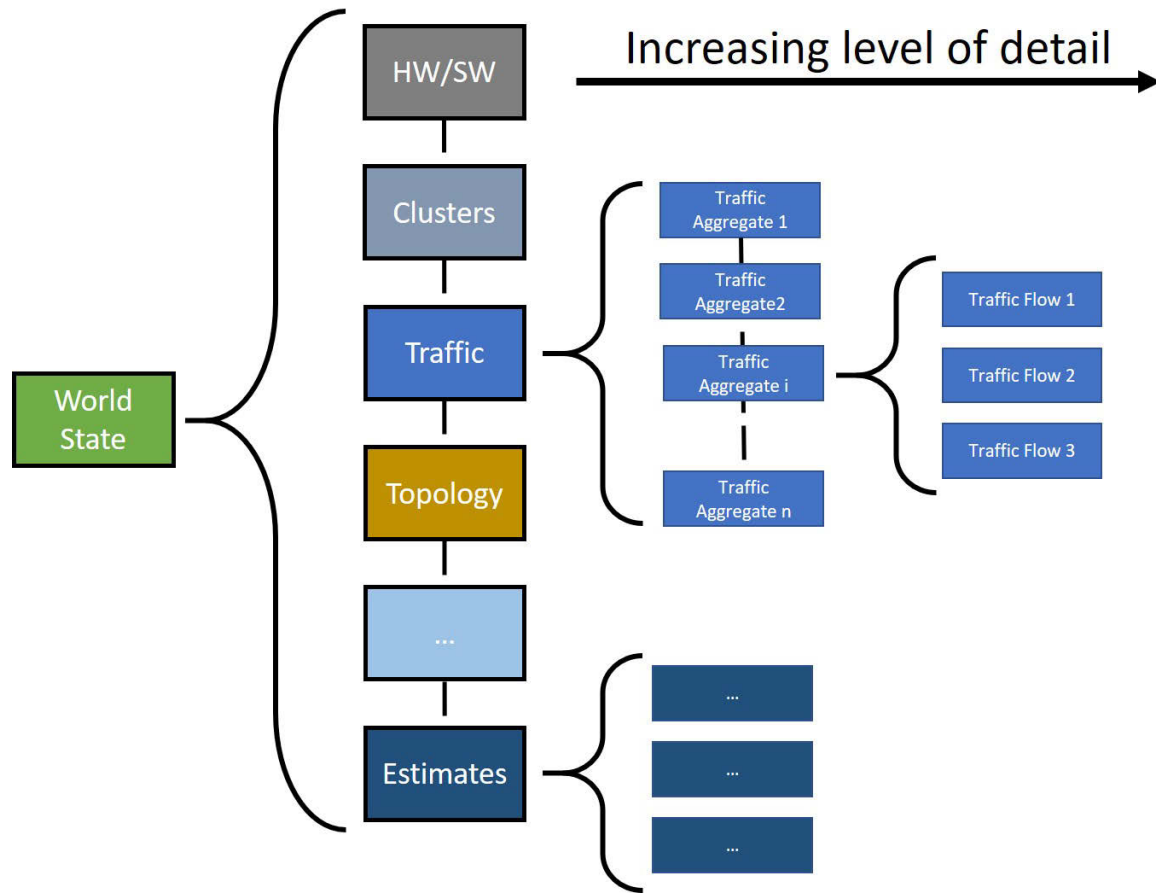 Increasing level of detail
HW/SW
Clusters
Traffic
Topology
...
Estimates
World
State
Traffic
Aggregate 1
Traffic
Aggregate2
Traffic
Aggregate i
Traffic
Aggregate n
Traffic Flow 1
Traffic Flow 2
Traffic Flow 3
...
...
...